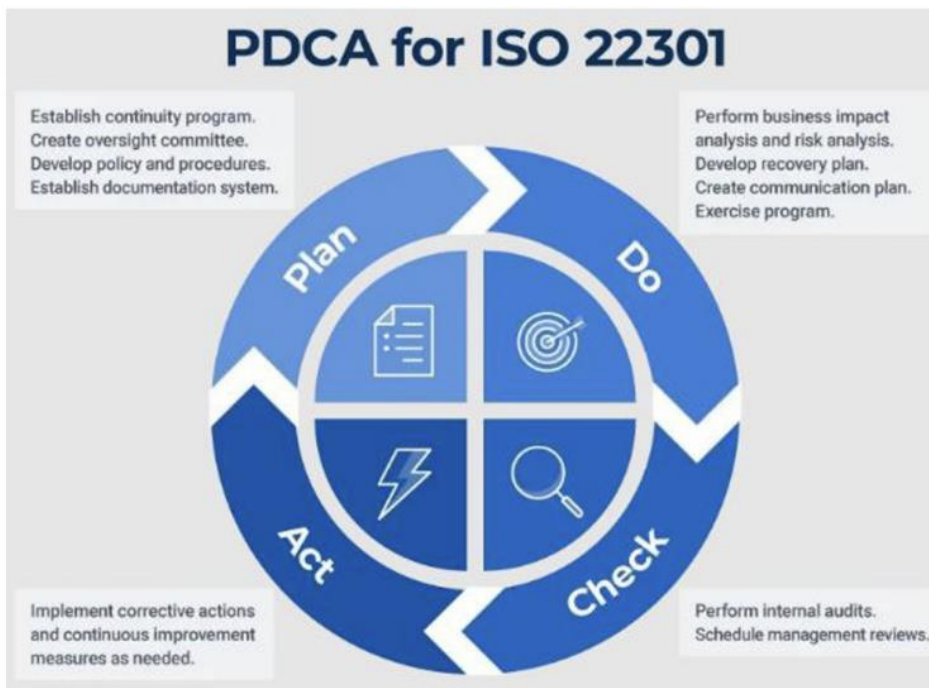 PDCA for ISO 22301
Establish continuity program.
Create oversight committee.
Develop policy and procedures.
Establish documentation system.
Perform business impact
analysis and risk analysis.
Develop recovery plan.
Create communication plan.
Exercise program.
Plan
Do
Act
Check
Implement corrective actions
and continuous improvement
measures as needed.
Perform internal audits.
Schedule management reviews.